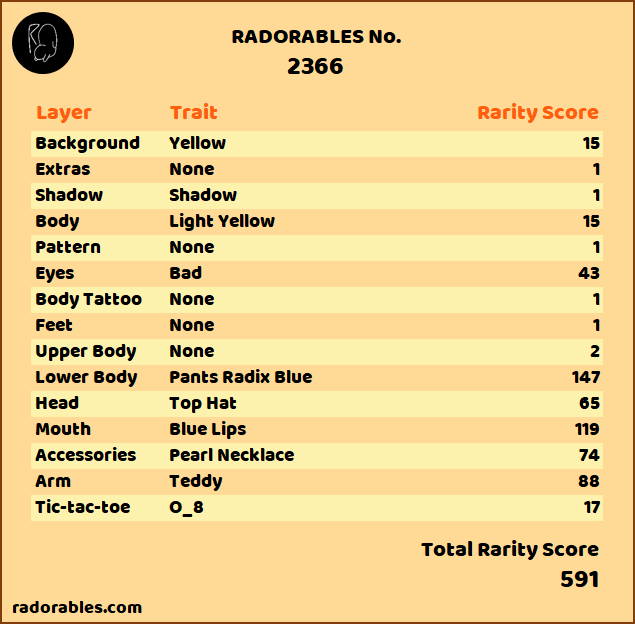 RADORABLES No.
2366
Layer Trait Rarity Score
Background Yellow 15
Extras None 1
Shadow Shadow 1
Body Light Yellow 15
Pattern None 1
Eyes Bad 43
Body Tattoo None 1
Feet None 1
Upper Body None 2
Lower Body Pants Radix Blue 147
Head Top Hat 65
Mouth Blue Lips 119
Accessories Pearl Necklace 74
Arm Teddy 88
Tic-tac-toe O_8 17
Total Rarity Score
591
radorables.com